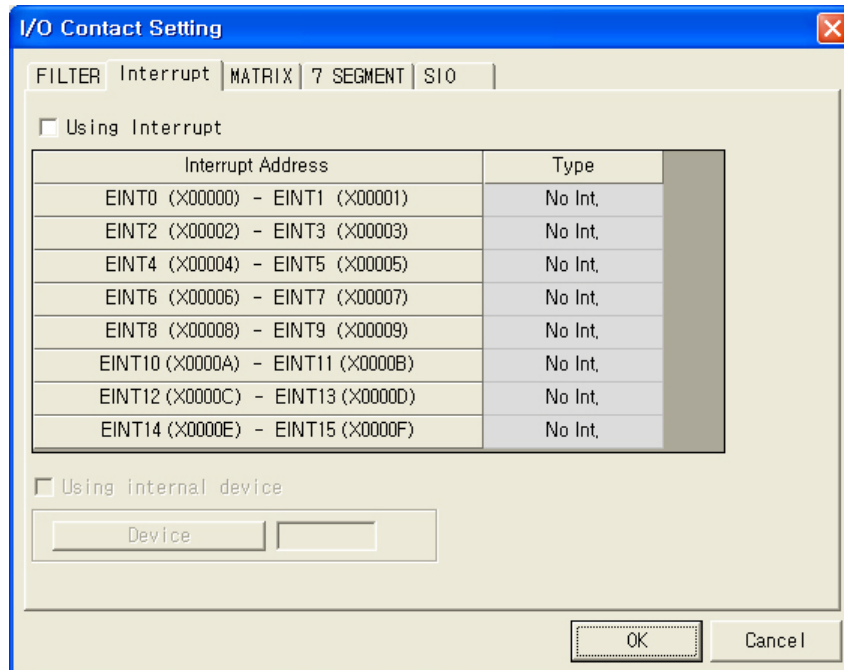 I/O Contact Setting
FILTER Interrupt MATRIX 7 SEGMENT SIO
Using Interrupt
Interrupt Address Type
EINT0 (X00000) - EINT1 (X00001) No Int,
EINT2 (X00002) - EINT3 (X00003) No Int,
EINT4 (X00004) - EINT5 (X00005) No Int,
EINT6 (X00006) - EINT7 (X00007) No Int,
EINT8 (X00008) - EINT9 (X00009) No Int,
EINT10 (X0000A) - EINT11 (X0000B) No Int,
EINT12 (X0000C) - EINT13 (X0000D) No Int,
EINT14 (X0000E) - EINT15 (X0000F) No Int,
Using internal device
Device
OK Cancel